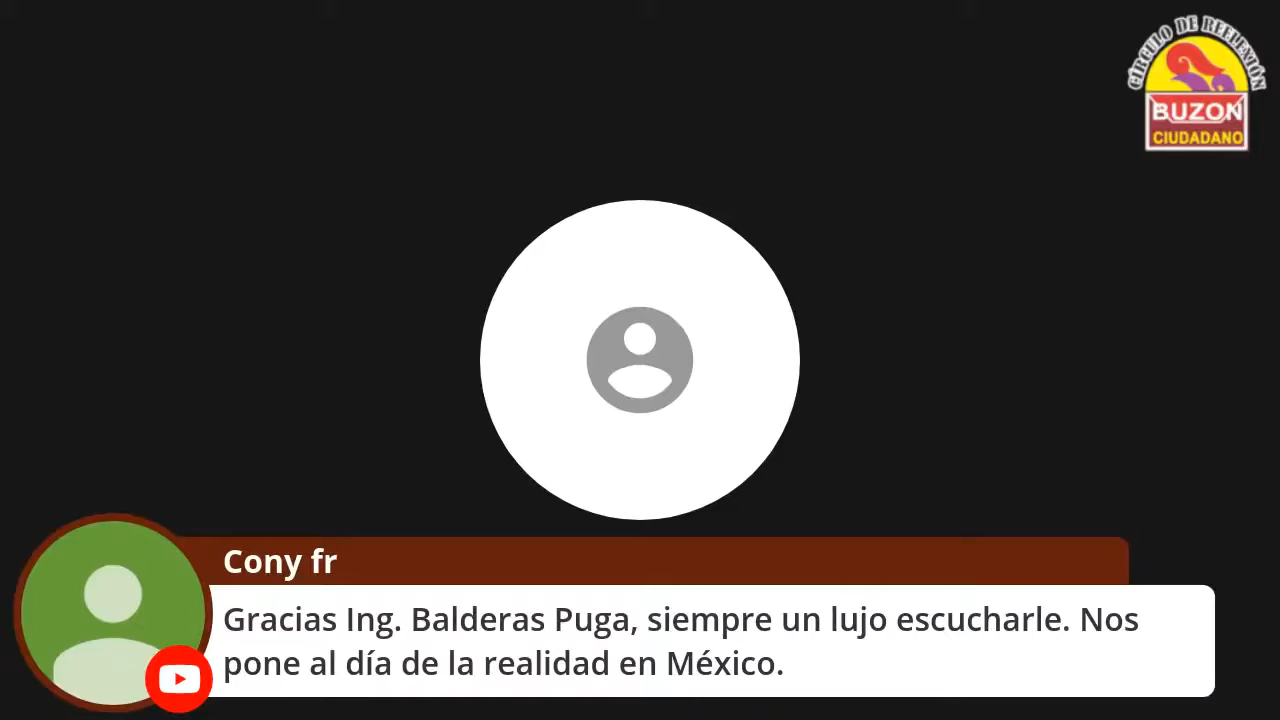 CÍRCULO DE REFLEXIÓN
BUZON
CIUDADANO
Cony fr
Gracias Ing. Balderas Puga, siempre un lujo escucharle. Nos
pone al día de la realidad en México.